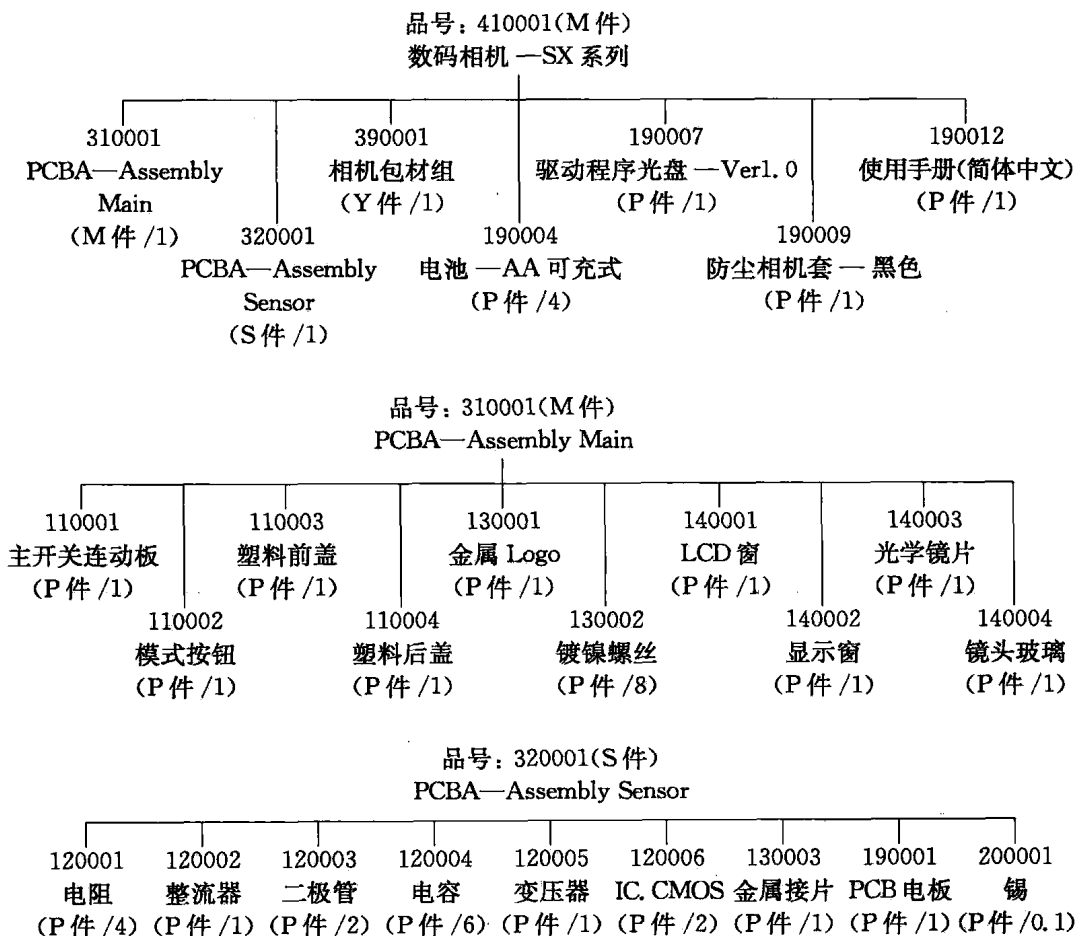 品号：410001(M件)
数码相机—SX系列
310001
PCBA—Assembly
Main
(M件/1)
320001
PCBA—Assembly
Sensor
(S件/1)
390001
相机包材组
(Y件/1)
190004
电池—AA可充式
(P件/4)
190007
驱动程序光盘—Ver1.0
(P件/1)
190009
防尘相机套—黑色
(P件/1)
190012
使用手册(简体中文)
(P件/1)
品号：310001(M件)
PCBA—Assembly Main
110001
主开关连动板
(P件/1)
110002
模式按钮
(P件/1)
110003
塑料前盖
(P件/1)
110004
塑料后盖
(P件/1)
130001
金属Logo
(P件/1)
130002
镀镍螺丝
(P件/8)
140001
LCD窗
(P件/1)
140002
显示窗
(P件/1)
140003
光学镜片
(P件/1)
140004
镜头玻璃
(P件/1)
品号：320001(S件)
PCBA—Assembly Sensor
120001
电阻
(P件/4)
120002
整流器
(P件/1)
120003
二极管
(P件/2)
120004
电容
(P件/6)
120005
变压器
(P件/1)
120006
IC.CMOS
(P件/2)
130003
金属接片
(P件/1)
190001
PCB电板
(P件/1)
200001
锡
(P件/0.1)